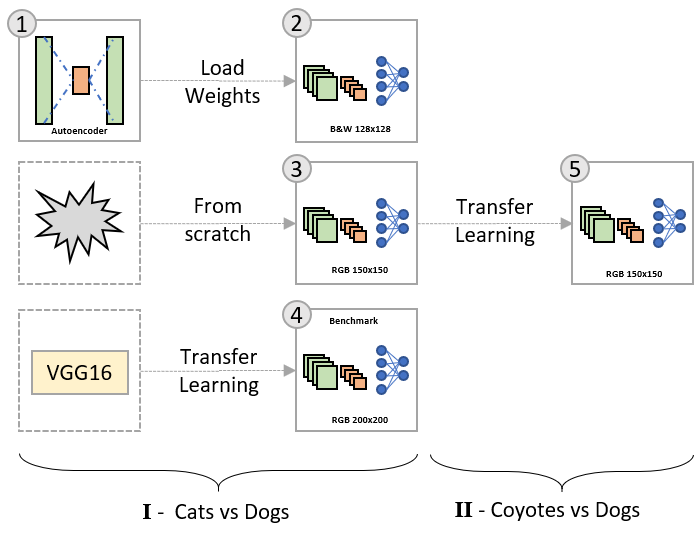 1
Autoencoder
Load
Weights
2
B&W 128x128
From
scratch
3
RGB 150x150
Transfer
Learning
5
RGB 150x150
VGG16
Transfer
Learning
4
Benchmark
RGB 200x200
I - Cats vs Dogs
II - Coyotes vs Dogs